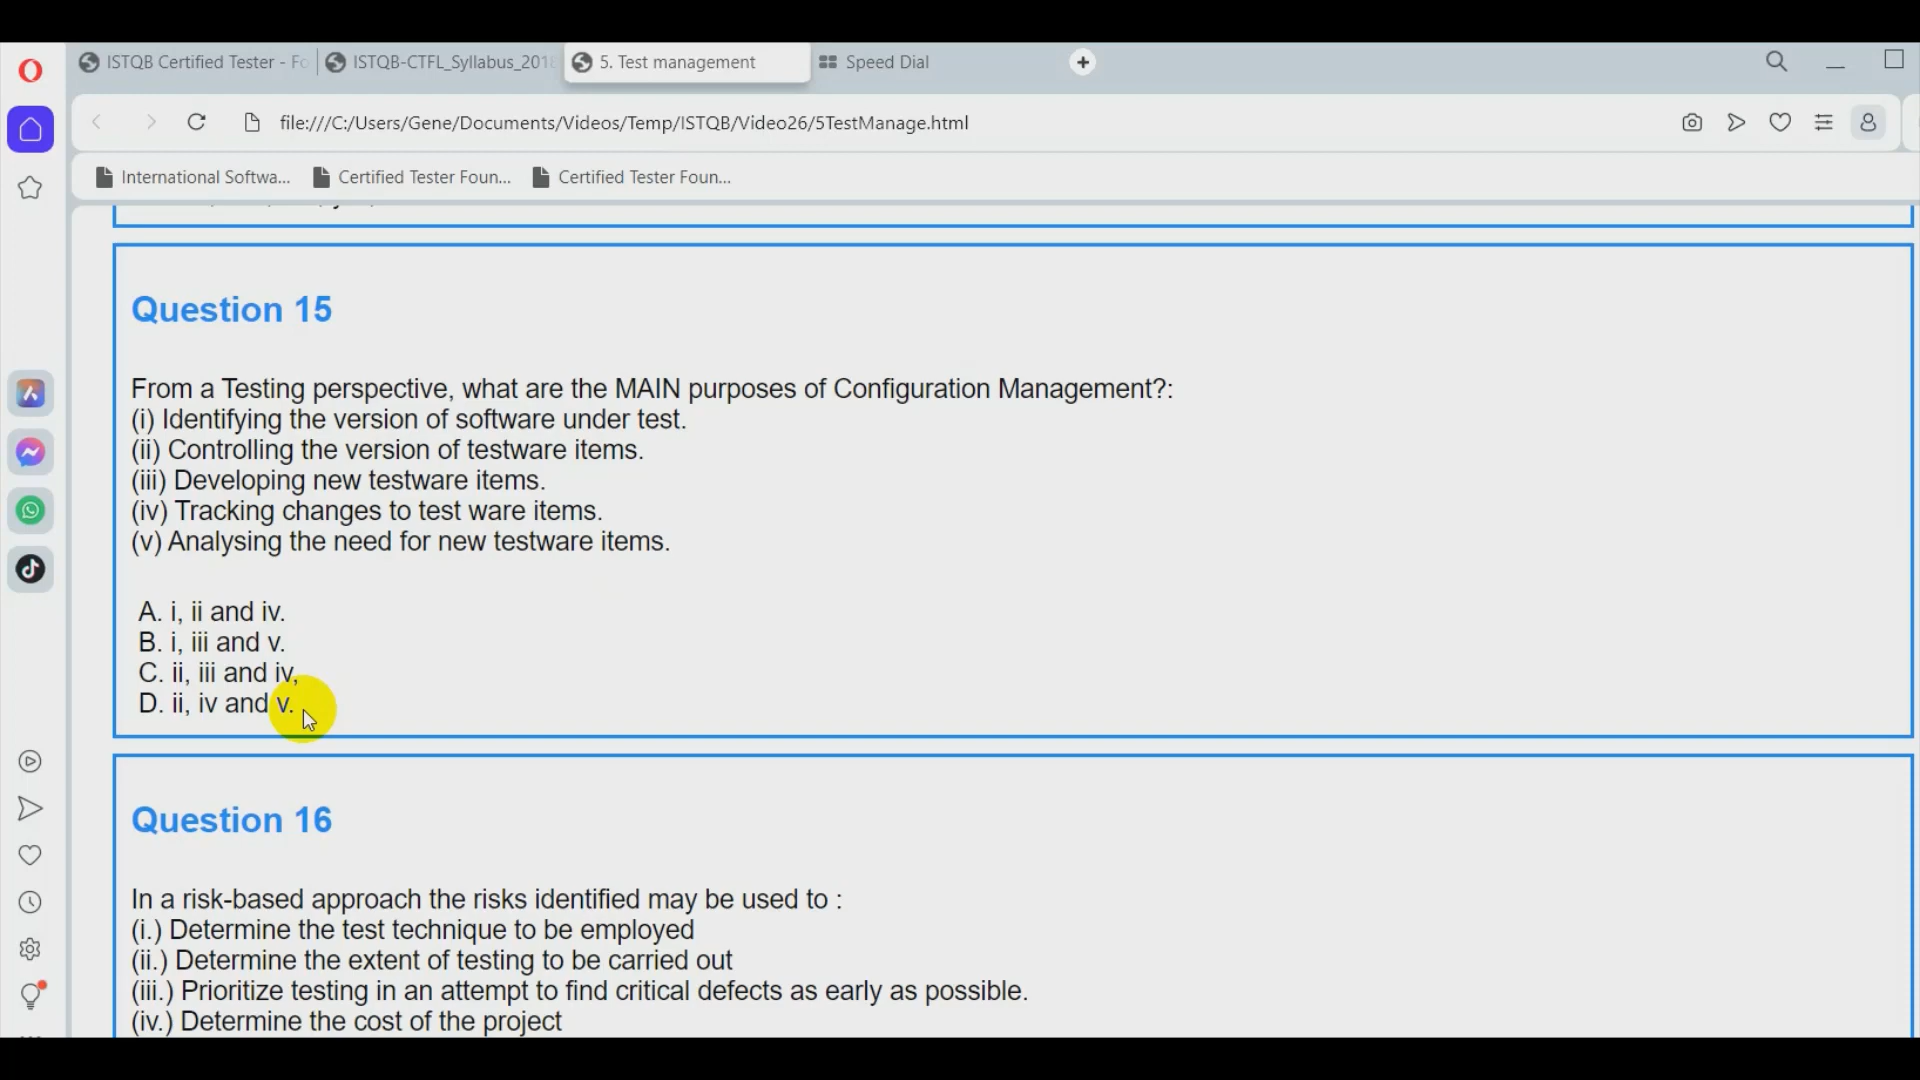 ISTQB Certified Tester - Fo
ISTQB-CTFL_Syllabus_2018
5. Test management
Speed Dial
file:///C:/Users/Gene/Documents/Videos/Temp/ISTQB/Video26/5TestManage.html
International Softwa...
Certified Tester Foun...
Certified Tester Foun...
Question 15
From a Testing perspective, what are the MAIN purposes of Configuration Management?:
(i) Identifying the version of software under test.
(ii) Controlling the version of testware items.
(iii) Developing new testware items.
(iv) Tracking changes to test ware items.
(v) Analysing the need for new testware items.
A. i, ii and iv.
B. i, iii and v.
C. ii, iii and iv,
D. ii, iv and v.
Question 16
In a risk-based approach the risks identified may be used to :
(i.) Determine the test technique to be employed
(ii.) Determine the extent of testing to be carried out
(iii.) Prioritize testing in an attempt to find critical defects as early as possible.
(iv.) Determine the cost of the project